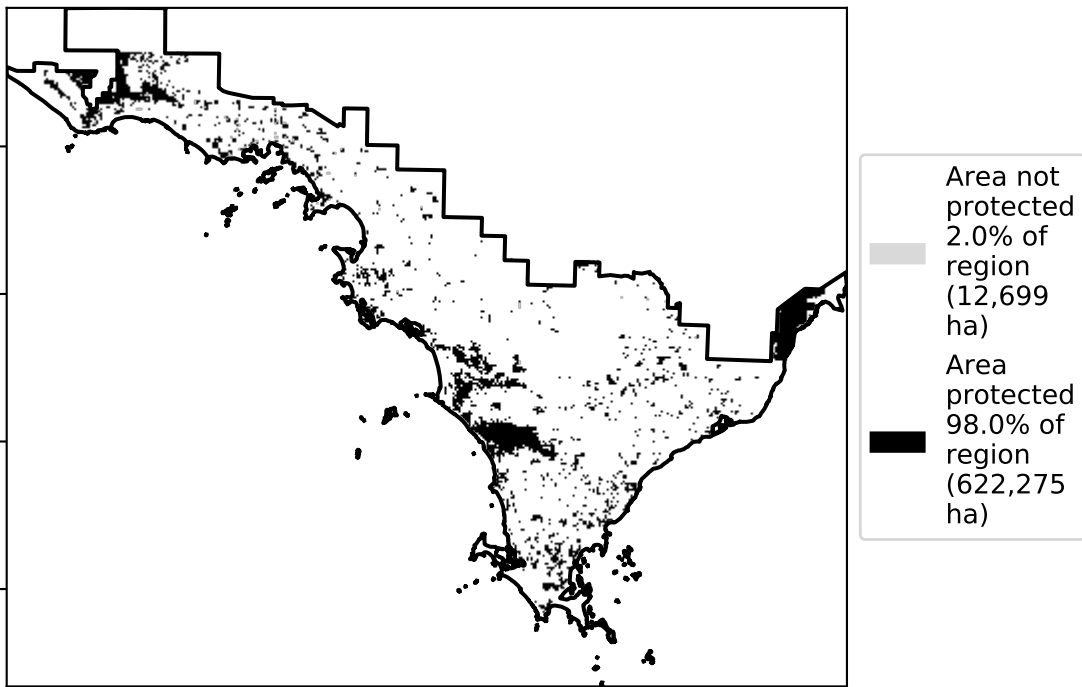 Area not
protected
2.0% of
region
(12,699
ha)
Area
protected
98.0% of
region
(622,275
ha)